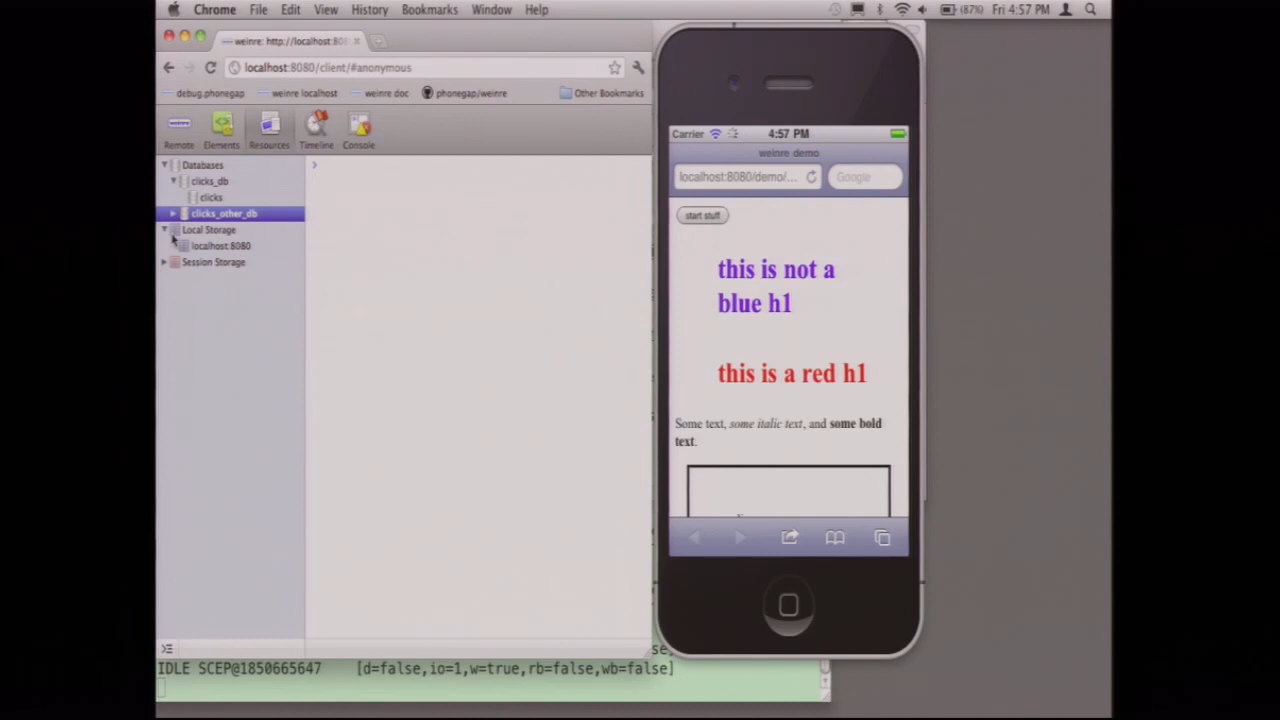 Chrome File Edit View History Bookmarks Window Help (87%) Fri 4:57 PM
weinre: http://localhost:808
localhost:8080/client/#anonymous
debug.phonegap weinre localhost weinre doc phonegap/weinre Other Bookmarks
Remote Elements Resources Timeline Console
Databases
clicks_db
clicks
clicks_other_db
Local Storage
localhost:8080
Session Storage
IDLE SCEP@1850665647 [d=false,io=1,w=true,rb=false,wb=false]
Carrier 4:57 PM
weinre demo
localhost:8080/demo/... Google
start stuff
this is not a
blue h1
this is a red h1
Some text, some italic text, and some bold
text.